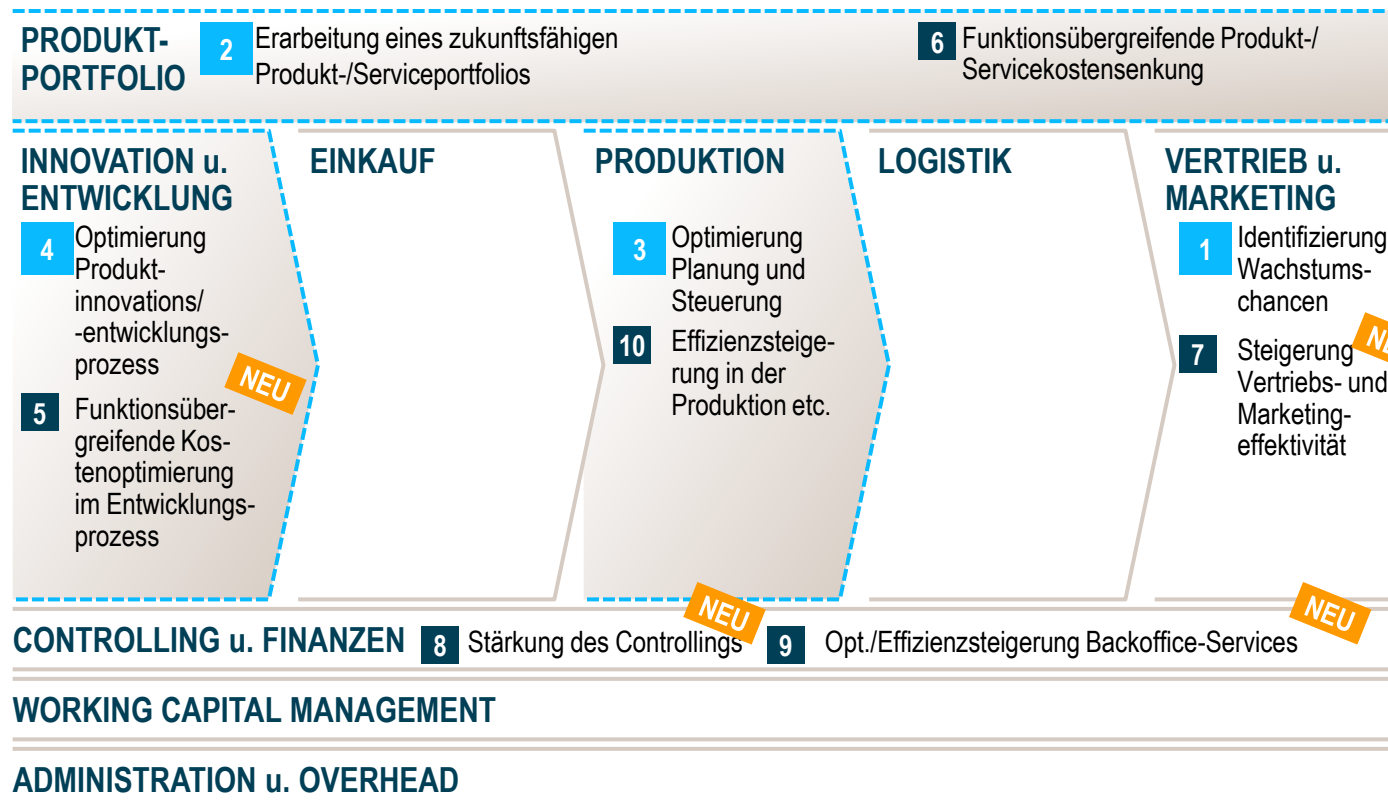 PRODUKT-
PORTFOLIO
2
Erarbeitung eines zukunftsfähigen
Produkt-/Serviceportfolios
6
Funktionsübergreifende Produkt-/
Servicekostensenkung
INNOVATION u.
ENTWICKLUNG
4
Optimierung
Produkt-
innovations/
-entwicklungs-
prozess
NEU
5
Funktionsüber-
greifende Kos-
tenoptimierung
im Entwicklungs-
prozess
EINKAUF
PRODUKTION
3
Optimierung
Planung und
Steuerung
10
Effizienzsteige-
rung in der
Produktion etc.
LOGISTIK
VERTRIEB u.
MARKETING
1
Identifizierung
Wachstums-
chancen
7
Steigerung
Vertriebs- und
Marketing-
effektivität
CONTROLLING u. FINANZEN
8
Stärkung des Controllings
NEU
9
Opt./Effizienzsteigerung Backoffice-Services
NEU
WORKING CAPITAL MANAGEMENT
ADMINISTRATION u. OVERHEAD